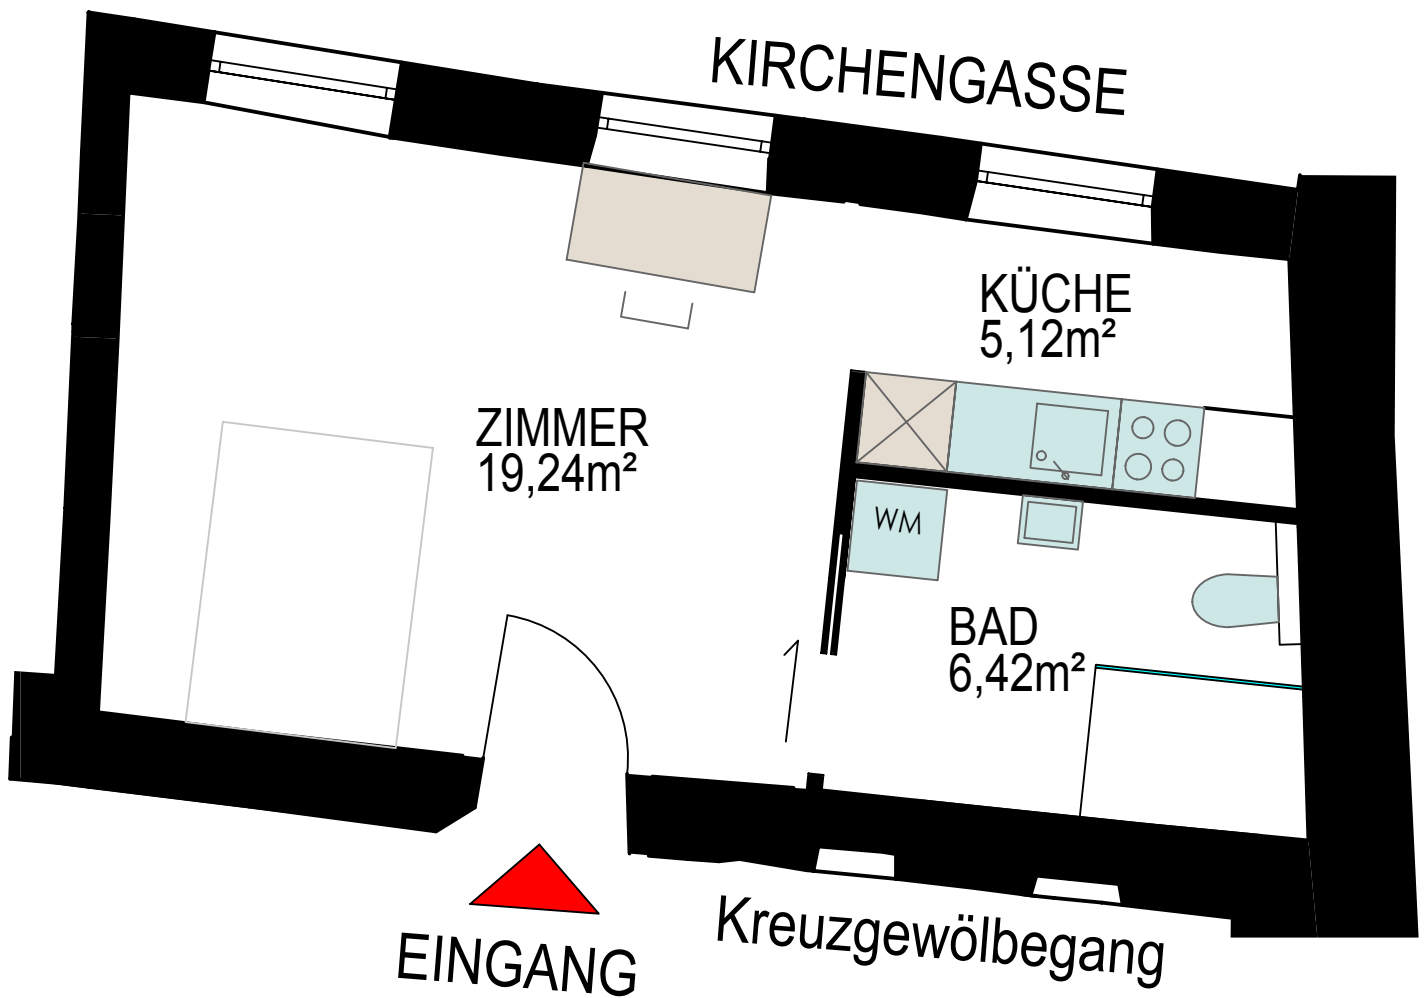 KIRCHENGASSE
KÜCHE
5,12m²
ZIMMER
19,24m²
WM
BAD
6,42m²
Kreuzgewölbegang
EINGANG